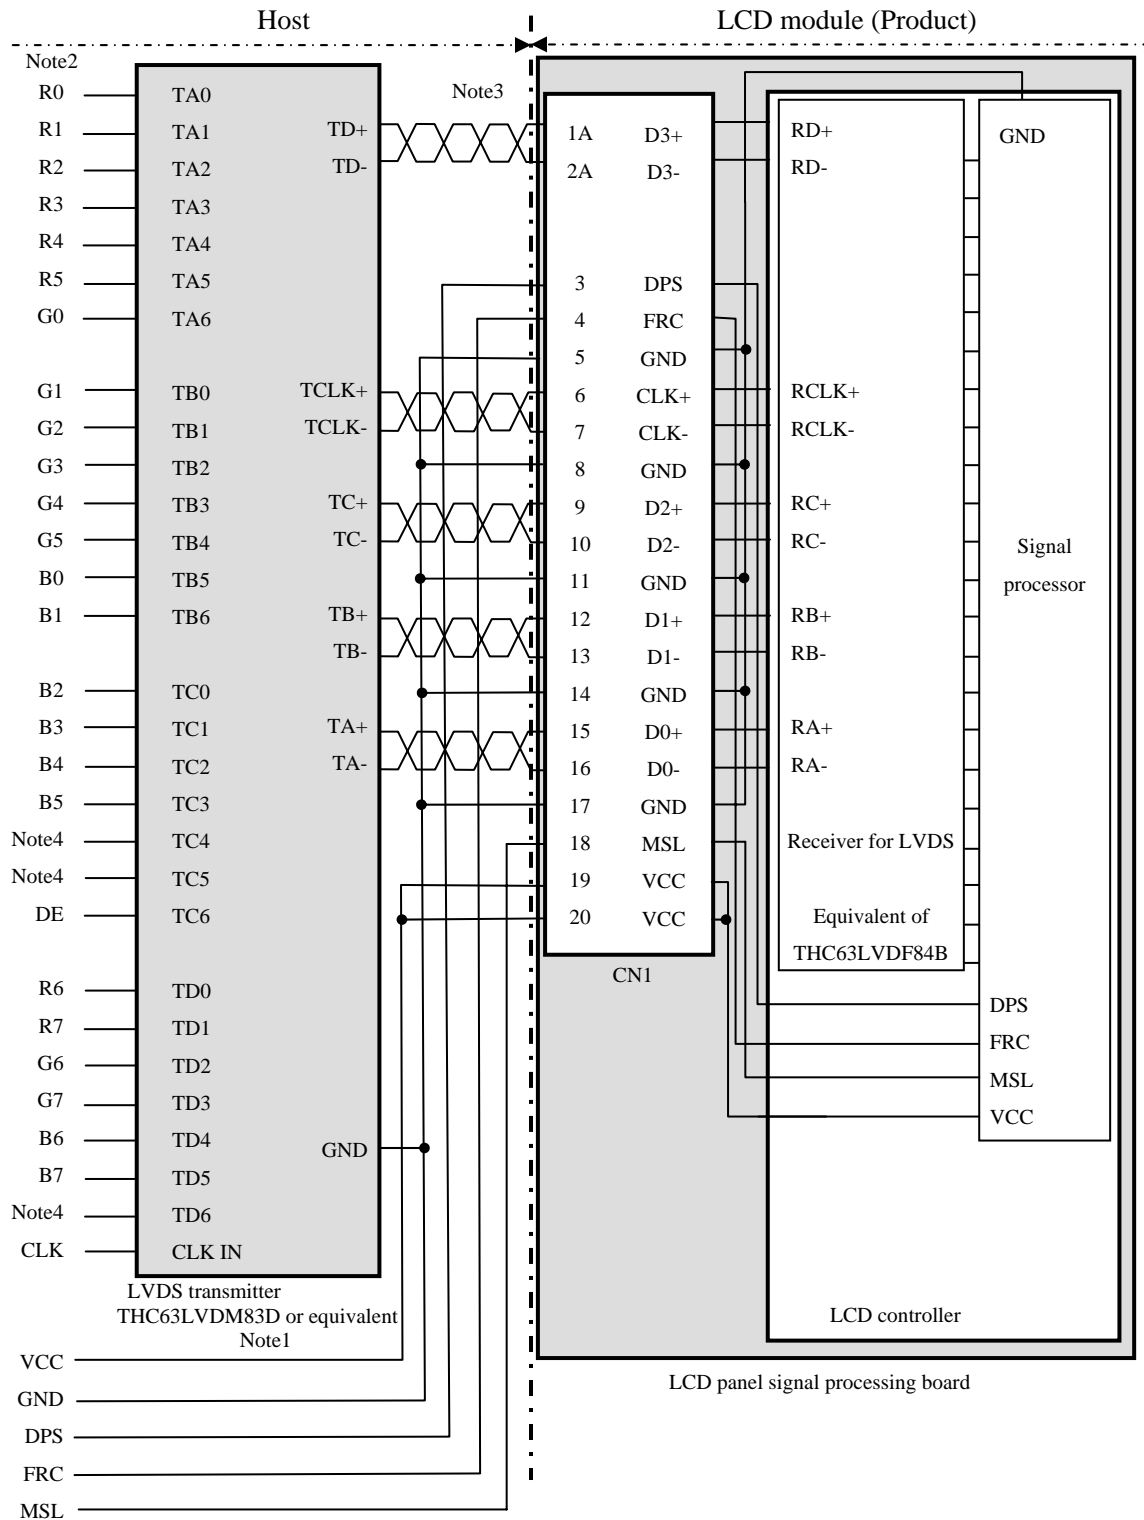 Host
LCD module (Product)
Note2
R0
R1
R2
R3
R4
R5
G0
G1
G2
G3
G4
G5
B0
B1
B2
B3
B4
B5
Note4
Note4
DE
R6
R7
G6
G7
B6
B7
Note4
CLK
TA0
TA1
TA2
TA3
TA4
TA5
TA6
TB0
TB1
TB2
TB3
TB4
TB5
TB6
TC0
TC1
TC2
TC3
TC4
TC5
TC6
TD0
TD1
TD2
TD3
TD4
TD5
TD6
CLK IN
TD+
TD-
TCLK+
TCLK-
TC+
TC-
TB+
TB-
TA+
TA-
GND
LVDS transmitter
THC63LVDM83D or equivalent
Note1
VCC
GND
DPS
FRC
MSL
Note3
1A D3+
2A D3-
3 DPS
4 FRC
5 GND
6 CLK+
7 CLK-
8 GND
9 D2+
10 D2-
11 GND
12 D1+
13 D1-
14 GND
15 D0+
16 D0-
17 GND
18 MSL
19 VCC
20 VCC
CN1
RD+
RD-
RCLK+
RCLK-
RC+
RC-
RB+
RB-
RA+
RA-
Receiver for LVDS
Equivalent of
THC63LVDF84B
GND
Signal
processor
DPS
FRC
MSL
VCC
LCD controller
LCD panel signal processing board